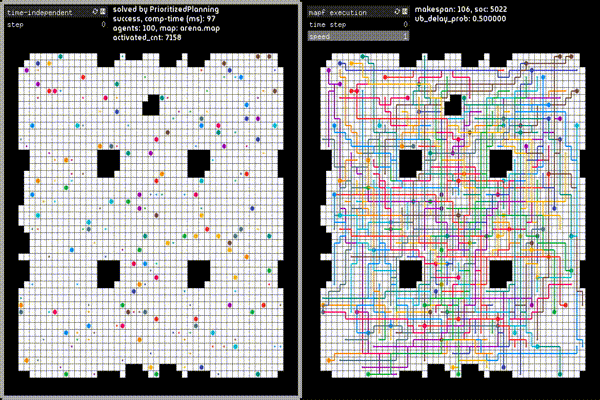 time-independent
step 0
solved by PrioritizedPlanning
success, comp-time (ms): 97
agents: 100, map: arena.map
activated_cnt: 7158
mapf execution
time step 0
speed 1
makespan: 106, soc: 5022
ub_delay_prob: 0.500000